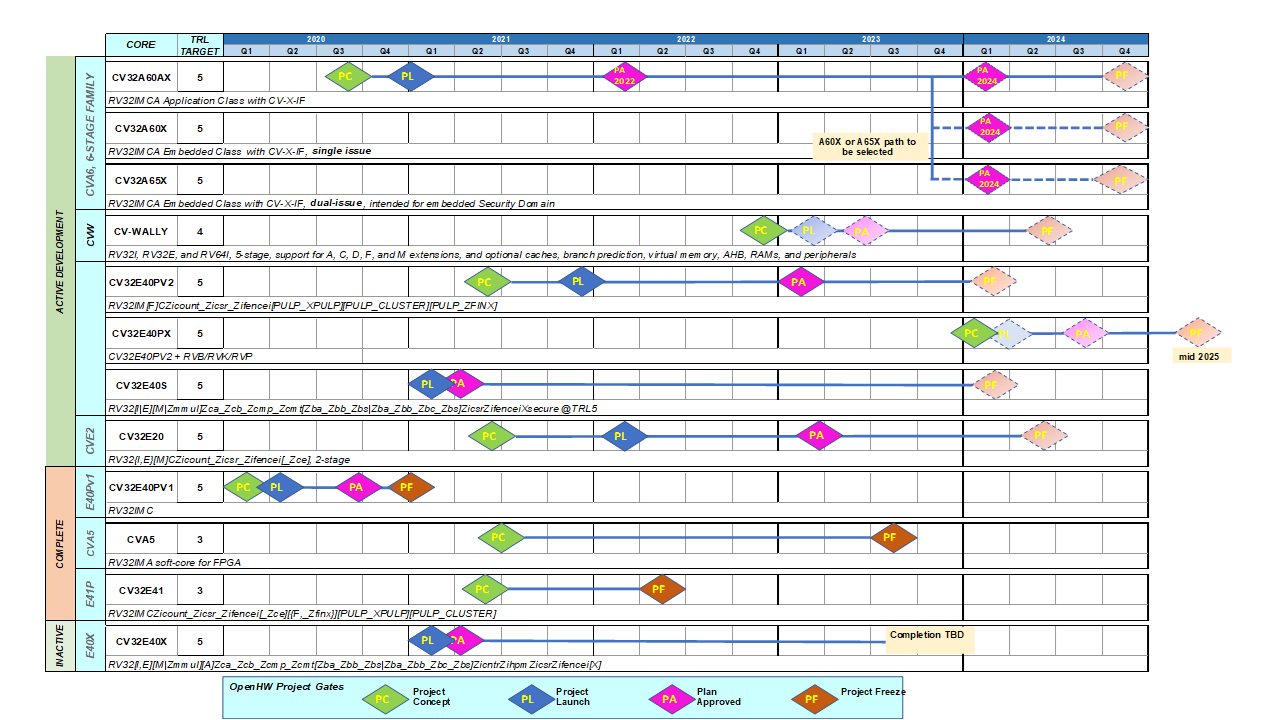 CORE TRL TARGET 2020 2021 2022 2023 2024
Q1 Q2 Q3 Q4 Q1 Q2 Q3 Q4 Q1 Q2 Q3 Q4 Q1 Q2 Q3 Q4 Q1 Q2 Q3 Q4
ACTIVE DEVELOPMENT
CVA6, 6-STAGE FAMILY
CV32A60AX 5 PC PL PA 2022 PA 2024 PF
RV32IMCA Application Class with CV-X-IF
CV32A60X 5 PA 2024 PF
A60X or A65X path to
be selected
RV32IMCA Embedded Class with CV-X-IF, single issue
CV32A65X 5 PA 2024 PF
RV32IMCA Embedded Class with CV-X-IF, dual-issue, intended for embedded Security Domain
CVW
CV-WALLY 4 PC PL PA PF
RV32I, RV32E, and RV64I, 5-stage, support for A, C, D, F, and M extensions, and optional caches, branch prediction, virtual memory, AHB, RAMs, and peripherals
CV32E40PV2 5 PC PL PA PF
RV32IM[F]CZicount_Zicsr_Zifencei[PULP_XPULP][PULP_CLUSTER][PULP_ZFINX]
CV32E40PX 5 PC PL PA PF
mid 2025
CV32E40PV2 + RVB/RVK/RVP
CV32E40S 5 PL PA PF
RV32[I|E][M|Zmmul]Zca_Zcb_Zcmp_Zcmt[Zba_Zbb_Zbs|Zba_Zbb_Zbc_Zbs]ZicsrZifenceiXsecure @TRL5
CVE2
CV32E20 5 PC PL PA PF
RV32[I,E][M]CZicount_Zicsr_Zifencei[_Zce], 2-stage
COMPLETE
E40Pv1
CV32E40PV1 5 PC PL PA PF
RV32IMC
CVA5
CVA5 3 PC PF
RV32IMA soft-core for FPGA
E41P
CV32E41 3 PC PF
RV32IMCZicount_Zicsr_Zifencei[_Zce][{F,_Zfinx}][PULP_XPULP][PULP_CLUSTER]
INACTIVE
E40X
CV32E40X 5 PL PA Completion TBD
RV32[I,E][M|Zmmul][A]Zca_Zcb_Zcmp_Zcmt[Zba_Zbb_Zbs|Zba_Zbb_Zbc_Zbs]ZicntrZihpmZicsrZifencei[X]
OpenHW Project Gates
PC Project Concept
PL Project Launch
PA Plan Approved
PF Project Freeze